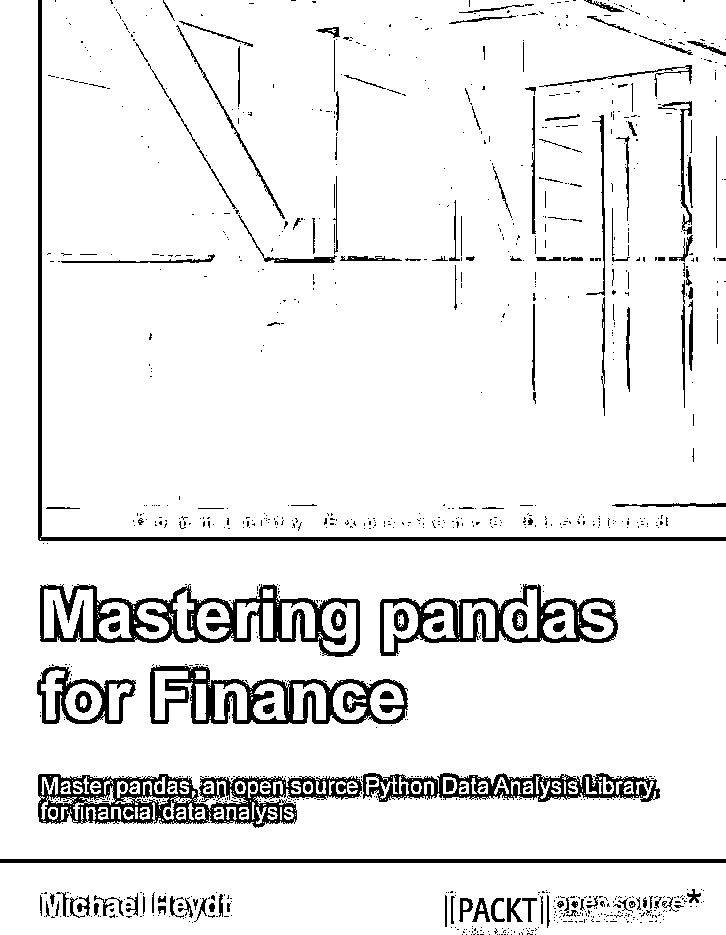 Community Experience Distilled
Mastering pandas
for Finance
Master pandas, an open source Python Data Analysis Library,
for financial data analysis
Michael Heydt
[PACKT] open source*